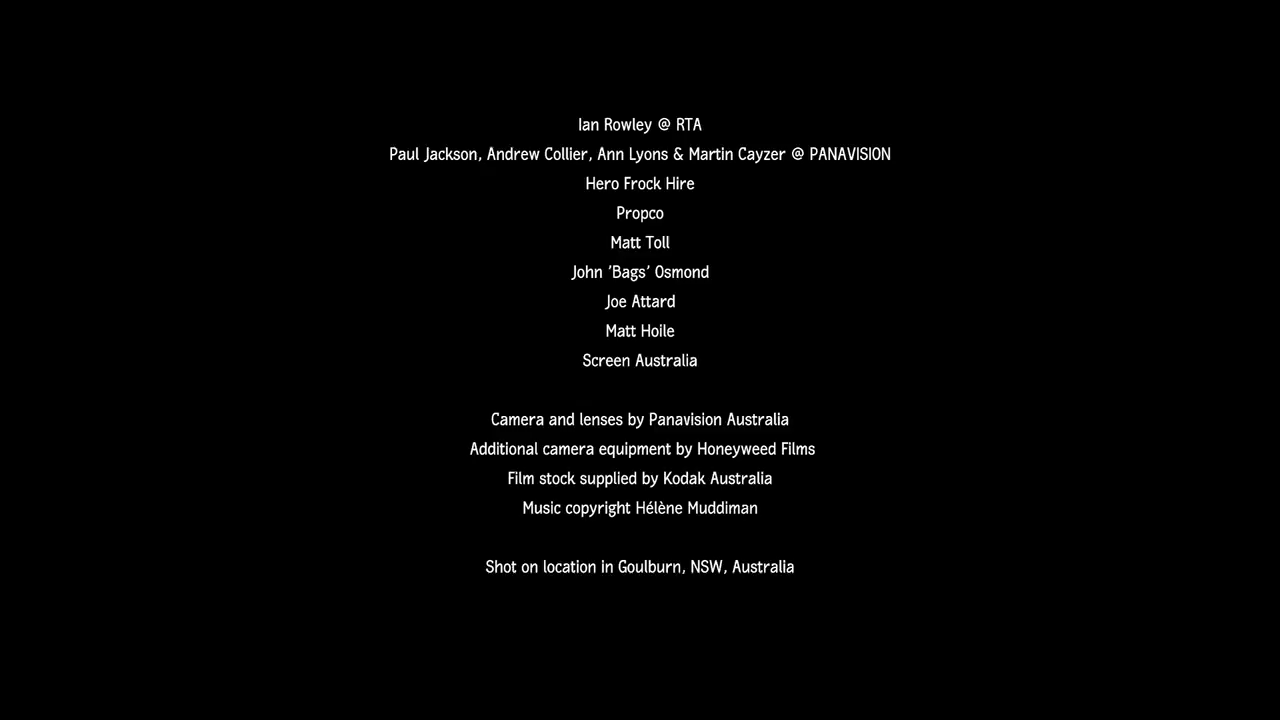 Ian Rowley @ RTA
Paul Jackson, Andrew Collier, Ann Lyons & Martin Cayzer @ PANAVISION
Hero Frock Hire
Propco
Matt Toll
John 'Bags' Osmond
Joe Attard
Matt Hoile
Screen Australia
Camera and lenses by Panavision Australia
Additional camera equipment by Honeyweed Films
Film stock supplied by Kodak Australia
Music copyright Hélène Muddiman
Shot on location in Goulburn, NSW, Australia